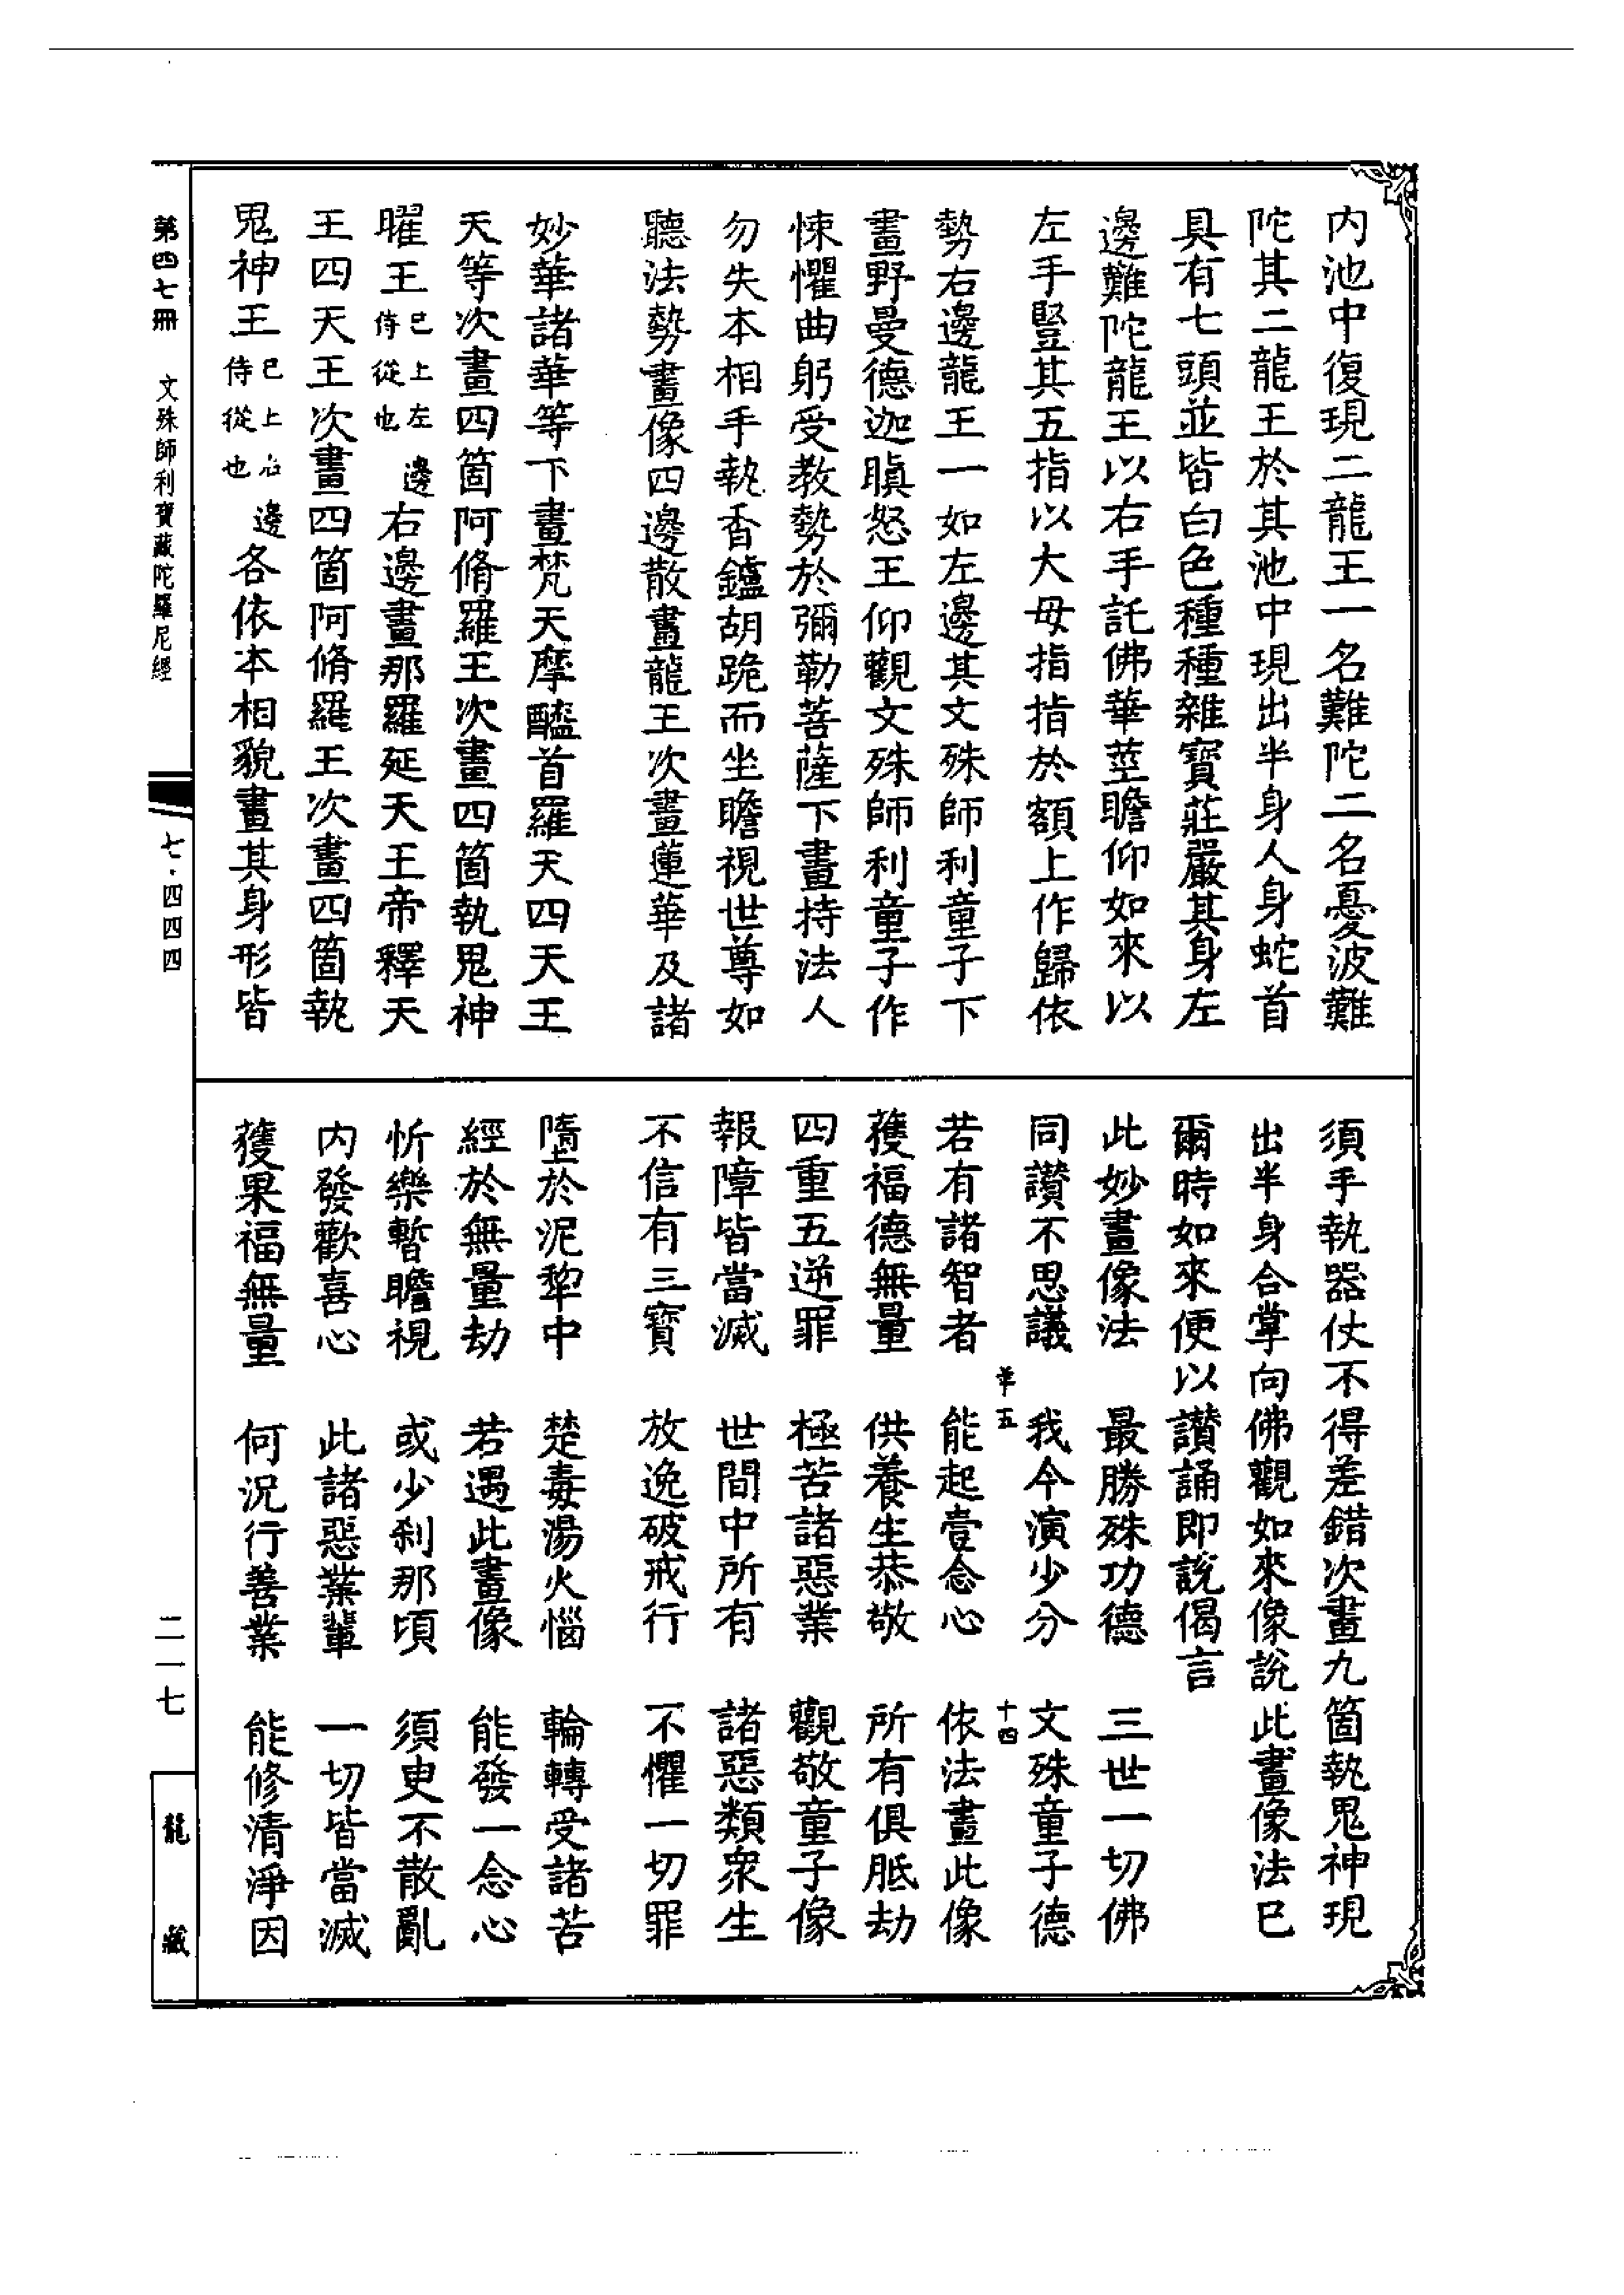 内池中復現二龍王一名難陀二名憂波難
陀其二龍王於其池中現出半身人身蛇首
具有七頭並皆白色種種雜寶莊嚴其身左
邊難陀龍王以右手託佛華莖瞻仰如來以
左手豎其五指以大母指指於額上作歸依
勢右邊龍王一如左邊其文殊師利童子下
畫野曼德迦瞋怒王仰觀文殊師利童子作
悚懼曲躬受教勢於彌勒菩薩下畫持法人
勿失本相手執香鑪胡跪而坐瞻視世尊如
聽法勢畫像四邊散畫龍王次畫蓮華及諸
妙華諸華等下畫梵天摩醯首羅天四天王
天等次畫四箇阿脩羅王次畫四箇執鬼神
曜王已上左邊侍從也右邊畫那羅延天王帝釋天
王四天王次畫四箇阿脩羅王次畫四箇執
鬼神王已上右邊侍從也各依本相貌畫其身形皆
須手執器仗不得差錯次畫九箇執鬼神現
出半身合掌向佛觀如來像說此畫像法已
爾時如來便以讚誦即說偈言
此妙畫像法　最勝殊功德　三世一切佛
同讚不思議　我今演少分　文殊童子德
華五　十四
若有諸智者　能起壹念心　依法畫此像
獲福德無量　供養生恭敬　所有俱胝劫
四重五逆罪　極苦諸惡業　觀敬童子像
報障皆當滅　世間中所有　諸惡類眾生
不信有三寶　放逸破戒行　不懼一切罪
墮於泥犂中　楚毒湯火惱　輪轉受諸苦
經於無量劫　若遇此畫像　能發一念心
忻樂暫瞻視　或少剎那頃　須臾不散亂
内發歡喜心　此諸惡業輩　一切皆當滅
獲果福無量　何況行善業　能修清淨因
第四七冊　文殊師利寶藏陀羅尼經　七·四四四　二一七　龍藏